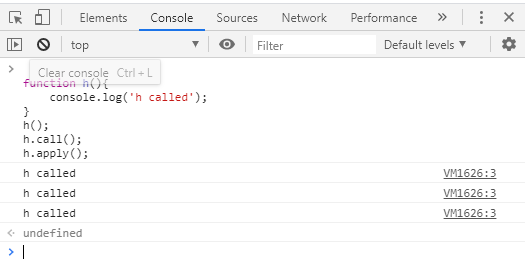 Elements Console Sources Network Performance »
top Filter Default levels ▼
Clear console Ctrl + L
function h(){
console.log('h called');
}
h();
h.call();
h.apply();
h called VM1626:3
h called VM1626:3
h called VM1626:3
undefined